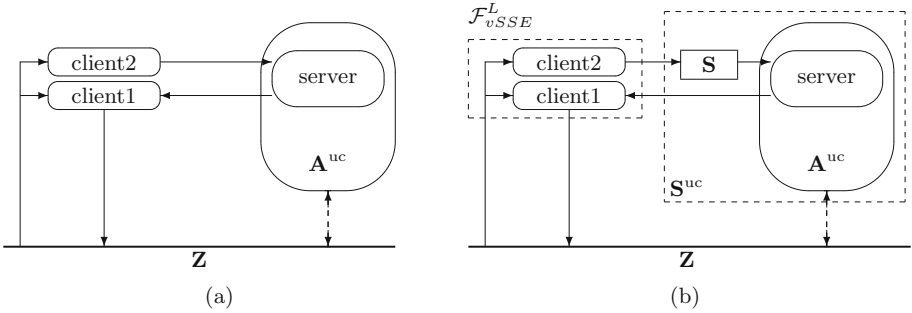 client2
client1
server
A^uc
Z
(a)
F^L_vSSE
client2
client1
S
server
A^uc
S^uc
Z
(b)